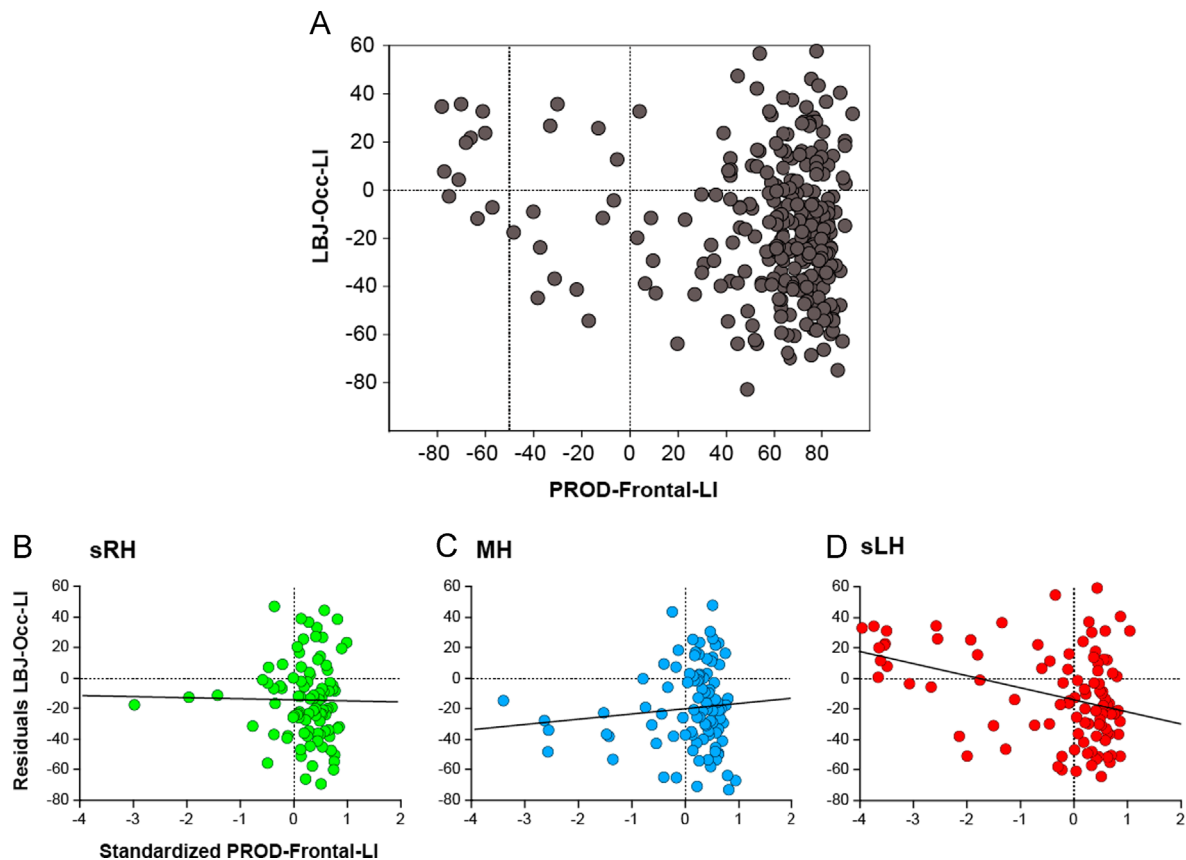 A
60
40
20
0
-20
-40
-60
-80
LBJ-Occ-LI
-80 -60 -40 -20 0 20 40 60 80
PROD-Frontal-LI
B sRH
60
40
20
0
-20
-40
-60
-80
Residuals LBJ-Occ-LI
-4 -3 -2 -1 0 1 2
Standardized PROD-Frontal-LI
C MH
60
40
20
0
-20
-40
-60
-80
-4 -3 -2 -1 0 1 2
D sLH
60
40
20
0
-20
-40
-60
-80
-4 -3 -2 -1 0 1 2